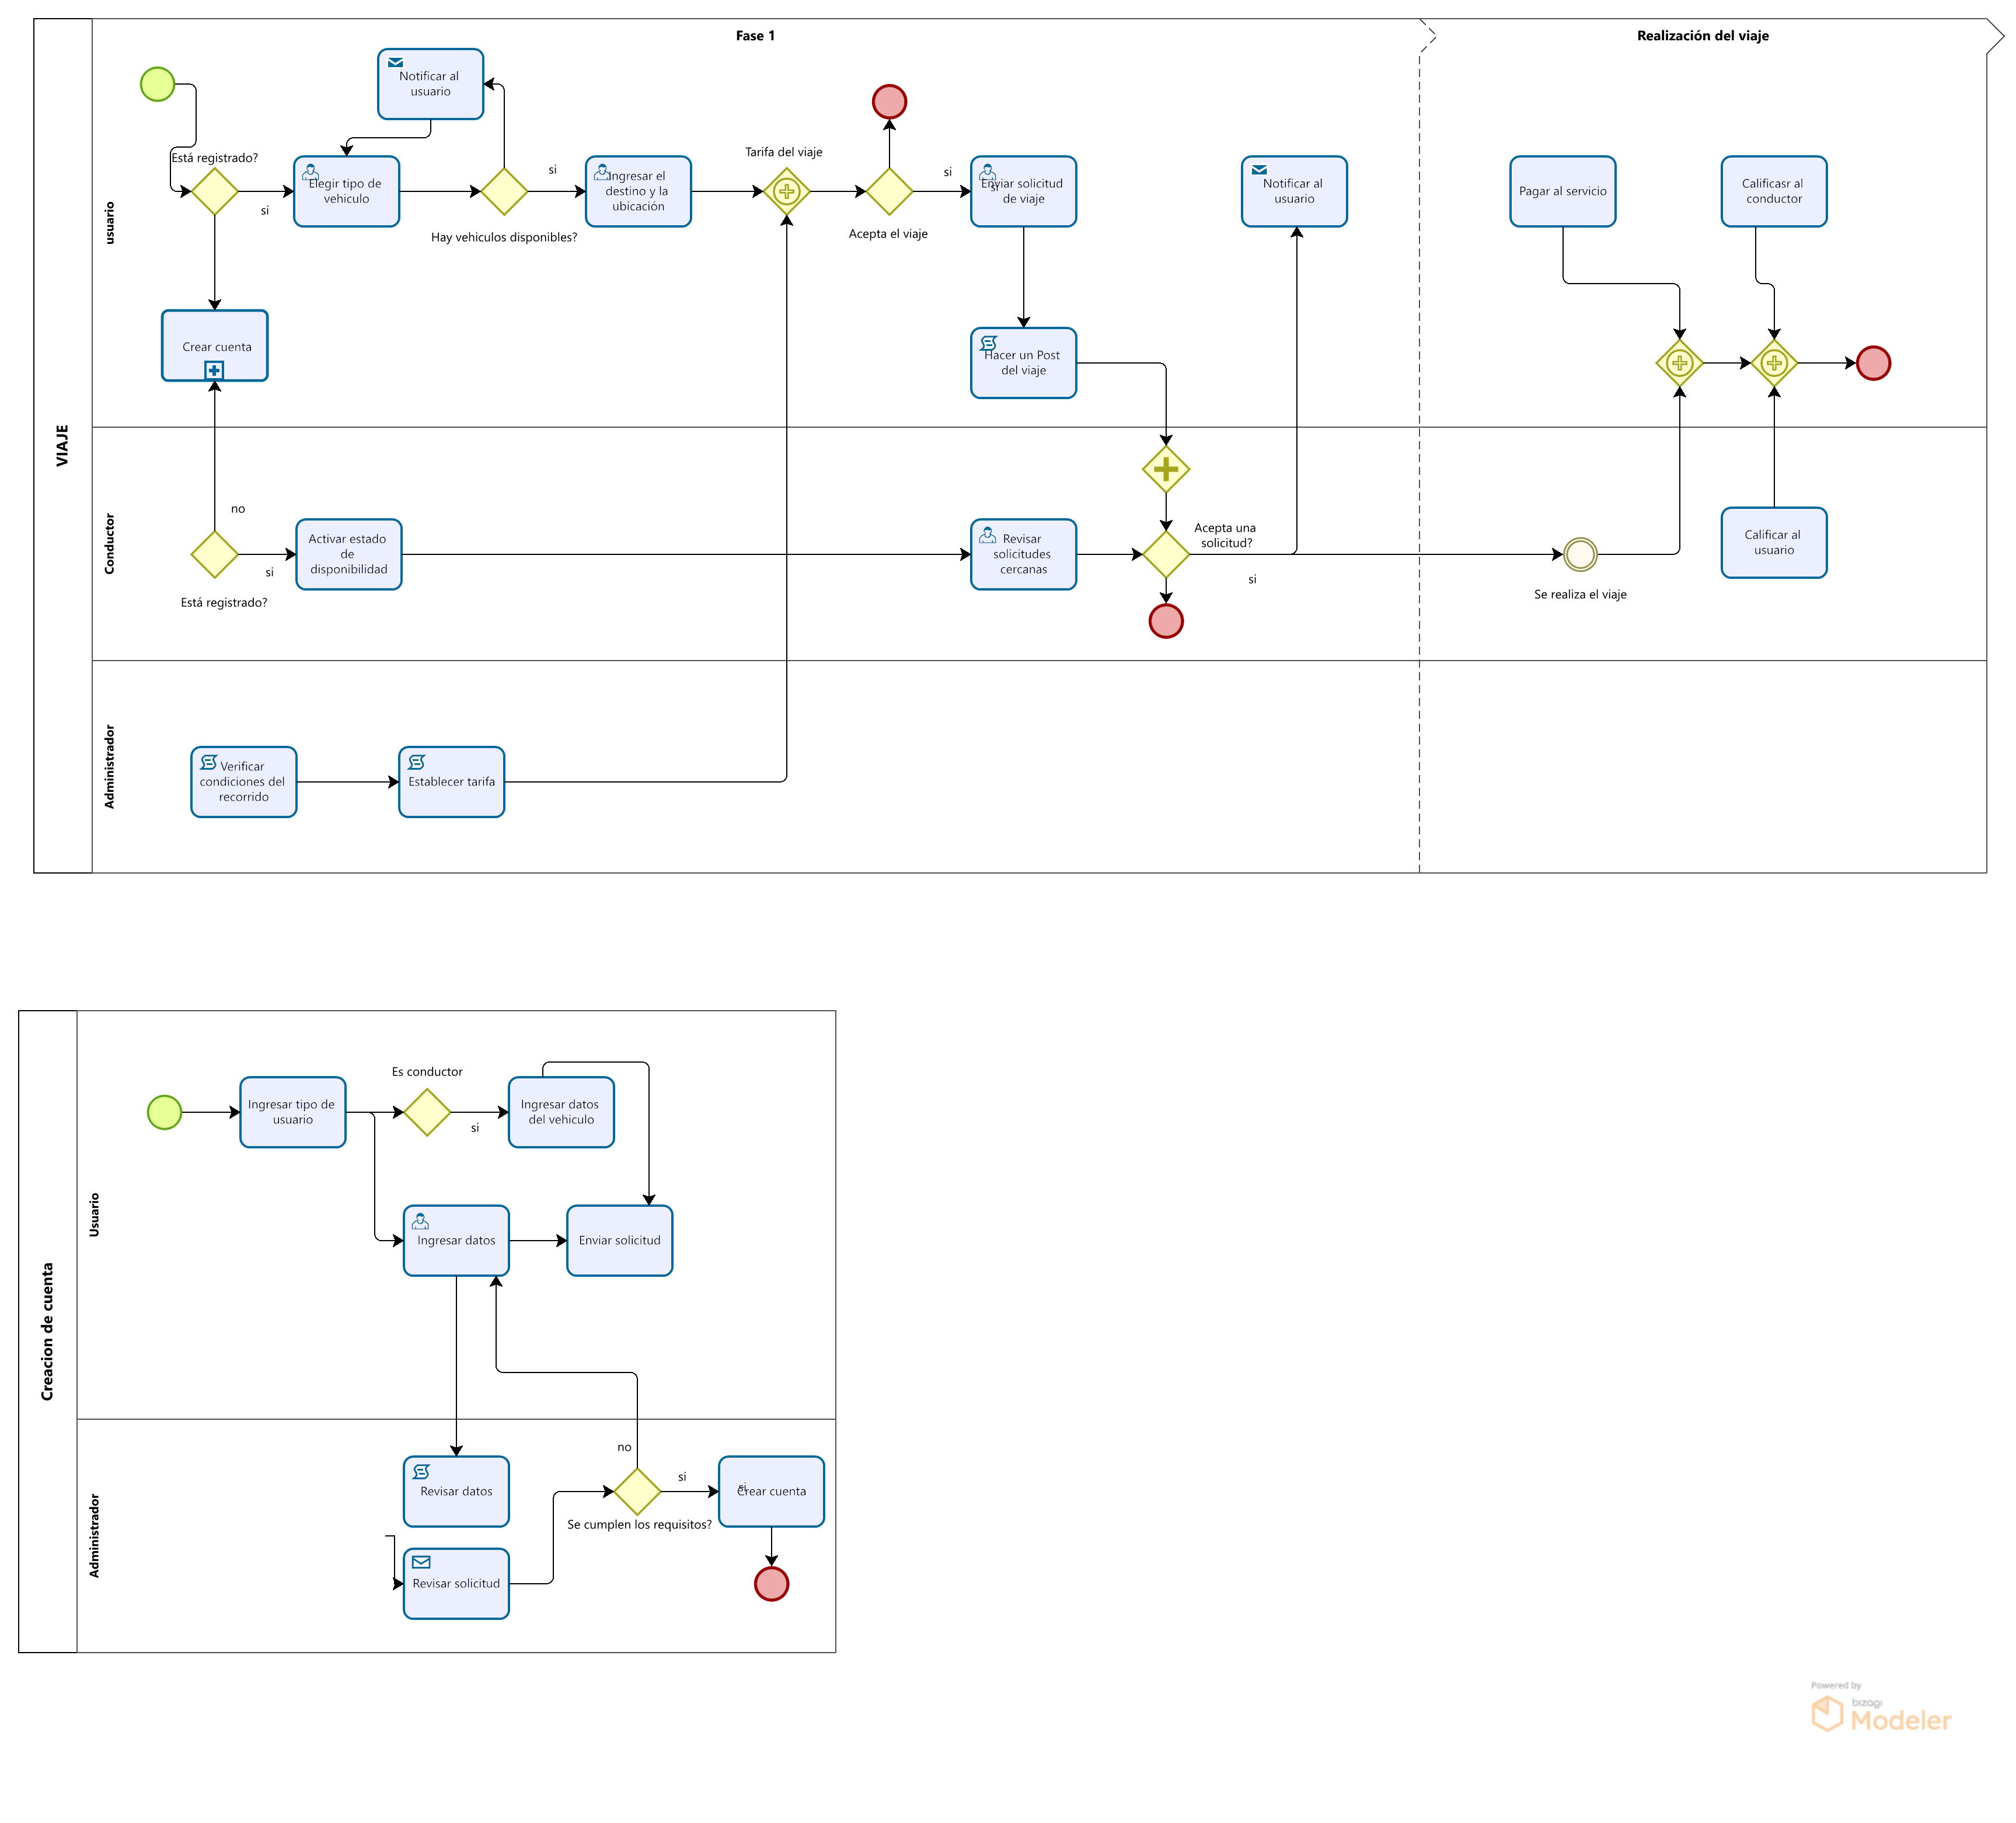 Fase 1
Realización del viaje
VIAJE
usuario
Notificar al
usuario
Está registrado?
si
Elegir tipo de
vehiculo
Hay vehiculos disponibles?
si
Ingresar el
destino y la
ubicación
Tarifa del viaje
Acepta el viaje
si
Enviar solicitud
de viaje
si
Notificar al
usuario
Pagar al servicio
Calificasr al
conductor
Crear cuenta
Hacer un Post
del viaje
Conductor
no
Está registrado?
si
Activar estado
de
disponibilidad
Revisar
solicitudes
cercanas
Acepta una
solicitud?
si
Se realiza el viaje
Calificar al
usuario
Administrador
Verificar
condiciones del
recorrido
Establecer tarifa
Creacion de cuenta
Usuario
Ingresar tipo de
usuario
Es conductor
si
Ingresar datos
del vehiculo
Ingresar datos
Enviar solicitud
Administrador
Revisar datos
no
si
Se cumplen los requisitos?
Crear cuenta
si
Revisar solicitud
Powered by
bizagi
Modeler